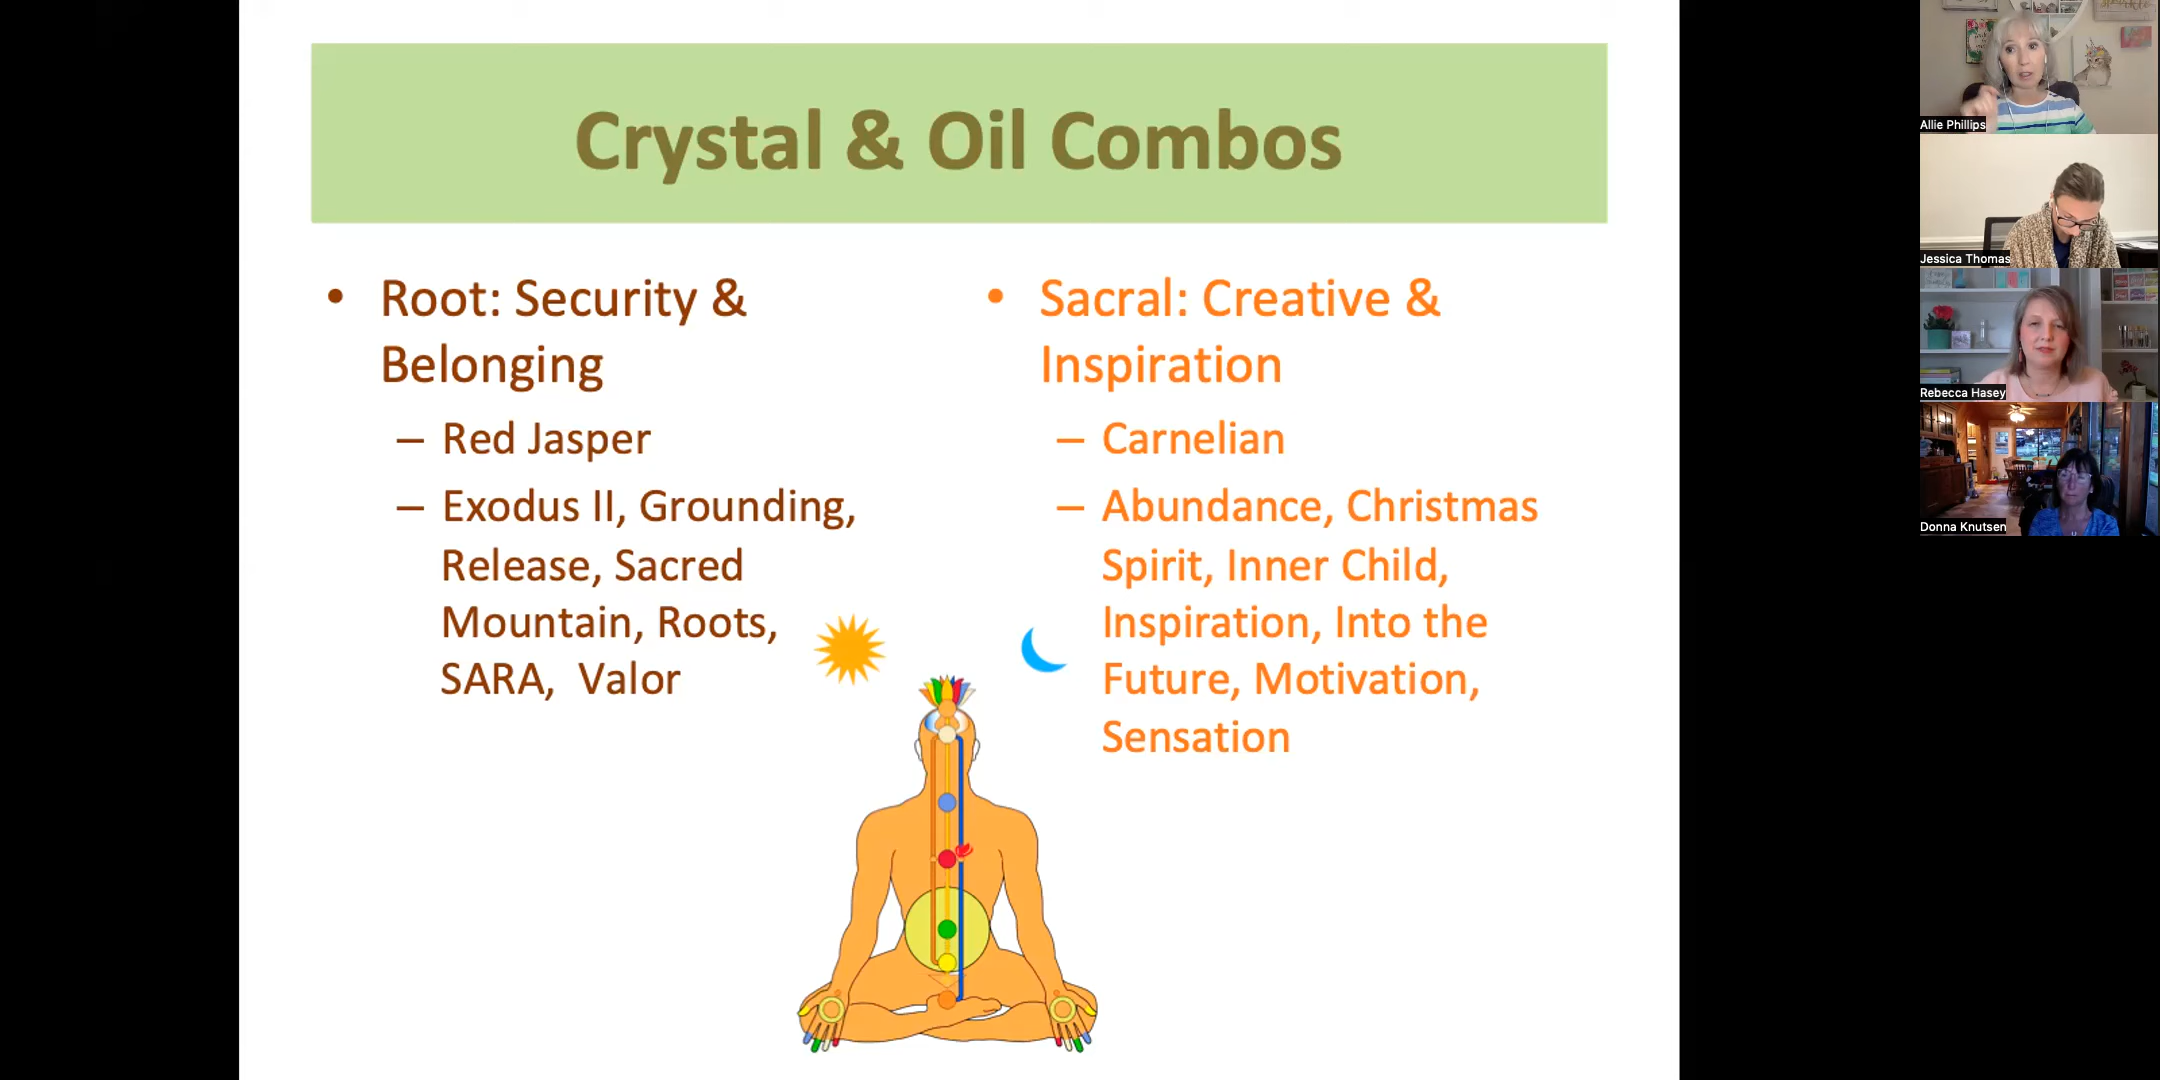 Crystal & Oil Combos
• Root: Security &
Belonging
– Red Jasper
– Exodus II, Grounding,
Release, Sacred
Mountain, Roots,
SARA,  Valor
• Sacral: Creative &
Inspiration
– Carnelian
– Abundance, Christmas
Spirit, Inner Child,
Inspiration, Into the
Future, Motivation,
Sensation
Allie Phillips
Jessica Thomas
Rebecca Hasey
Donna Knutsen